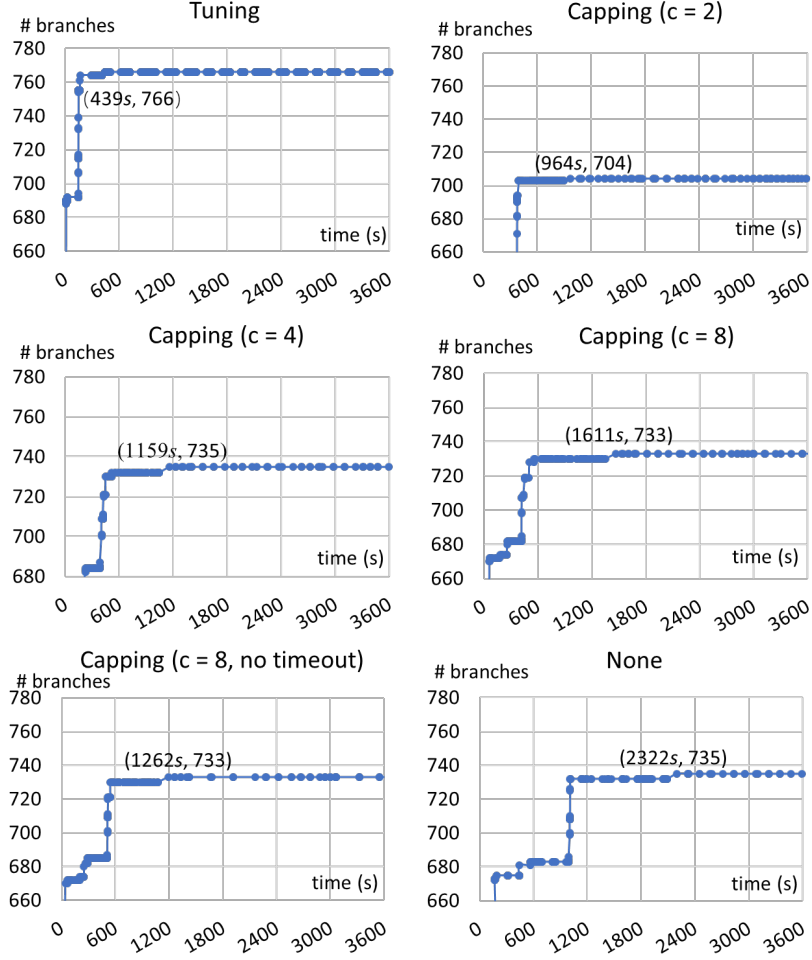 Tuning
# branches
780
760
740
720
700
680
660
(439s, 766)
time (s)
0 600 1200 1800 2400 3000 3600
Capping (c = 2)
# branches
780
760
740
720
700
680
660
(964s, 704)
time (s)
0 600 1200 1800 2400 3000 3600
Capping (c = 4)
# branches
780
760
740
720
700
680
(1159s, 735)
time (s)
0 600 1200 1800 2400 3000 3600
Capping (c = 8)
# branches
780
760
740
720
700
680
660
(1611s, 733)
time (s)
0 600 1200 1800 2400 3000 3600
Capping (c = 8, no timeout)
# branches
780
760
740
720
700
680
660
(1262s, 733)
time (s)
0 600 1200 1800 2400 3000 3600
None
# branches
780
760
740
720
700
680
660
(2322s, 735)
time (s)
0 600 1200 1800 2400 3000 3600